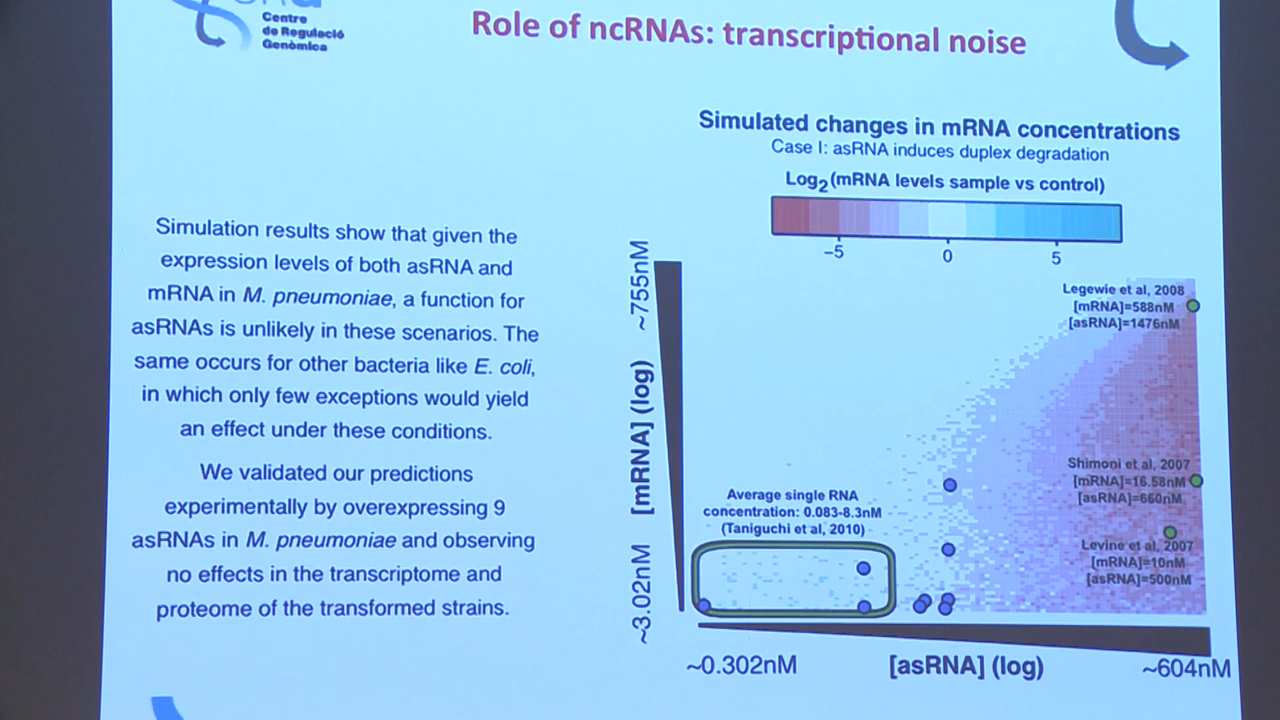 Centre
de Regulació
Genòmica
Role of ncRNAs: transcriptional noise
Simulated changes in mRNA concentrations
Case I: asRNA induces duplex degradation
Log2(mRNA levels sample vs control)
−5
0
5
Simulation results show that given the
expression levels of both asRNA and
mRNA in M. pneumoniae, a function for
asRNAs is unlikely in these scenarios. The
same occurs for other bacteria like E. coli,
in which only few exceptions would yield
an effect under these conditions.
We validated our predictions
experimentally by overexpressing 9
asRNAs in M. pneumoniae and observing
no effects in the transcriptome and
proteome of the transformed strains.
~3.02nM
[mRNA] (log)
~755nM
Legewie et al, 2008
[mRNA]=588nM
[asRNA]=1476nM
Shimoni et al, 2007
[mRNA]=16.58nM
[asRNA]=660nM
Average single RNA
concentration: 0.083-8.3nM
(Taniguchi et al, 2010)
Levine et al, 2007
[mRNA]=10nM
[asRNA]=500nM
~0.302nM
[asRNA] (log)
~604nM